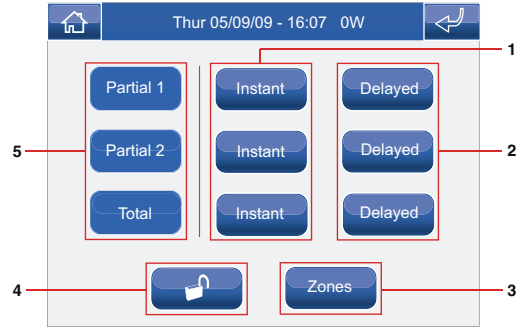 Thur 05/09/09 - 16:07 0W
1
Partial 1 Instant Delayed
5 Partial 2 Instant Delayed 2
Total Instant Delayed
4 Zones 3